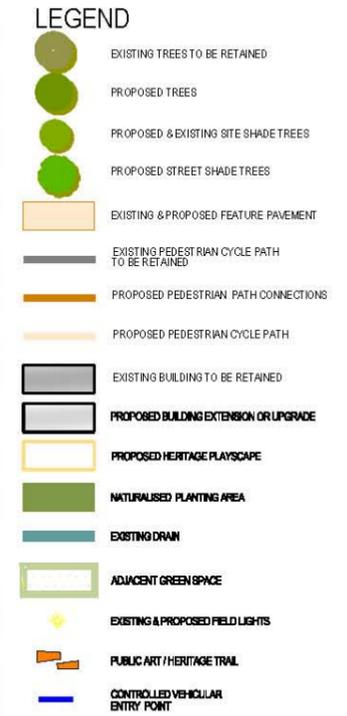 LEGEND
EXISTING TREES TO BE RETAINED
PROPOSED TREES
PROPOSED & EXISTING SITE SHADE TREES
PROPOSED STREET SHADE TREES
EXISTING & PROPOSED FEATURE PAVEMENT
EXISTING PEDESTRIAN CYCLE PATH
TO BE RETAINED
PROPOSED PEDESTRIAN PATH CONNECTIONS
PROPOSED PEDESTRIAN CYCLE PATH
EXISTING BUILDING TO BE RETAINED
PROPOSED BUILDING EXTENSION OR UPGRADE
PROPOSED HERITAGE PLAYSCAPE
NATURALISED PLANTING AREA
EXISTING DRAIN
ADJACENT GREEN SPACE
EXISTING & PROPOSED FIELD LIGHTS
PUBLIC ART / HERITAGE TRAIL
CONTROLLED VEHICULAR
ENTRY POINT